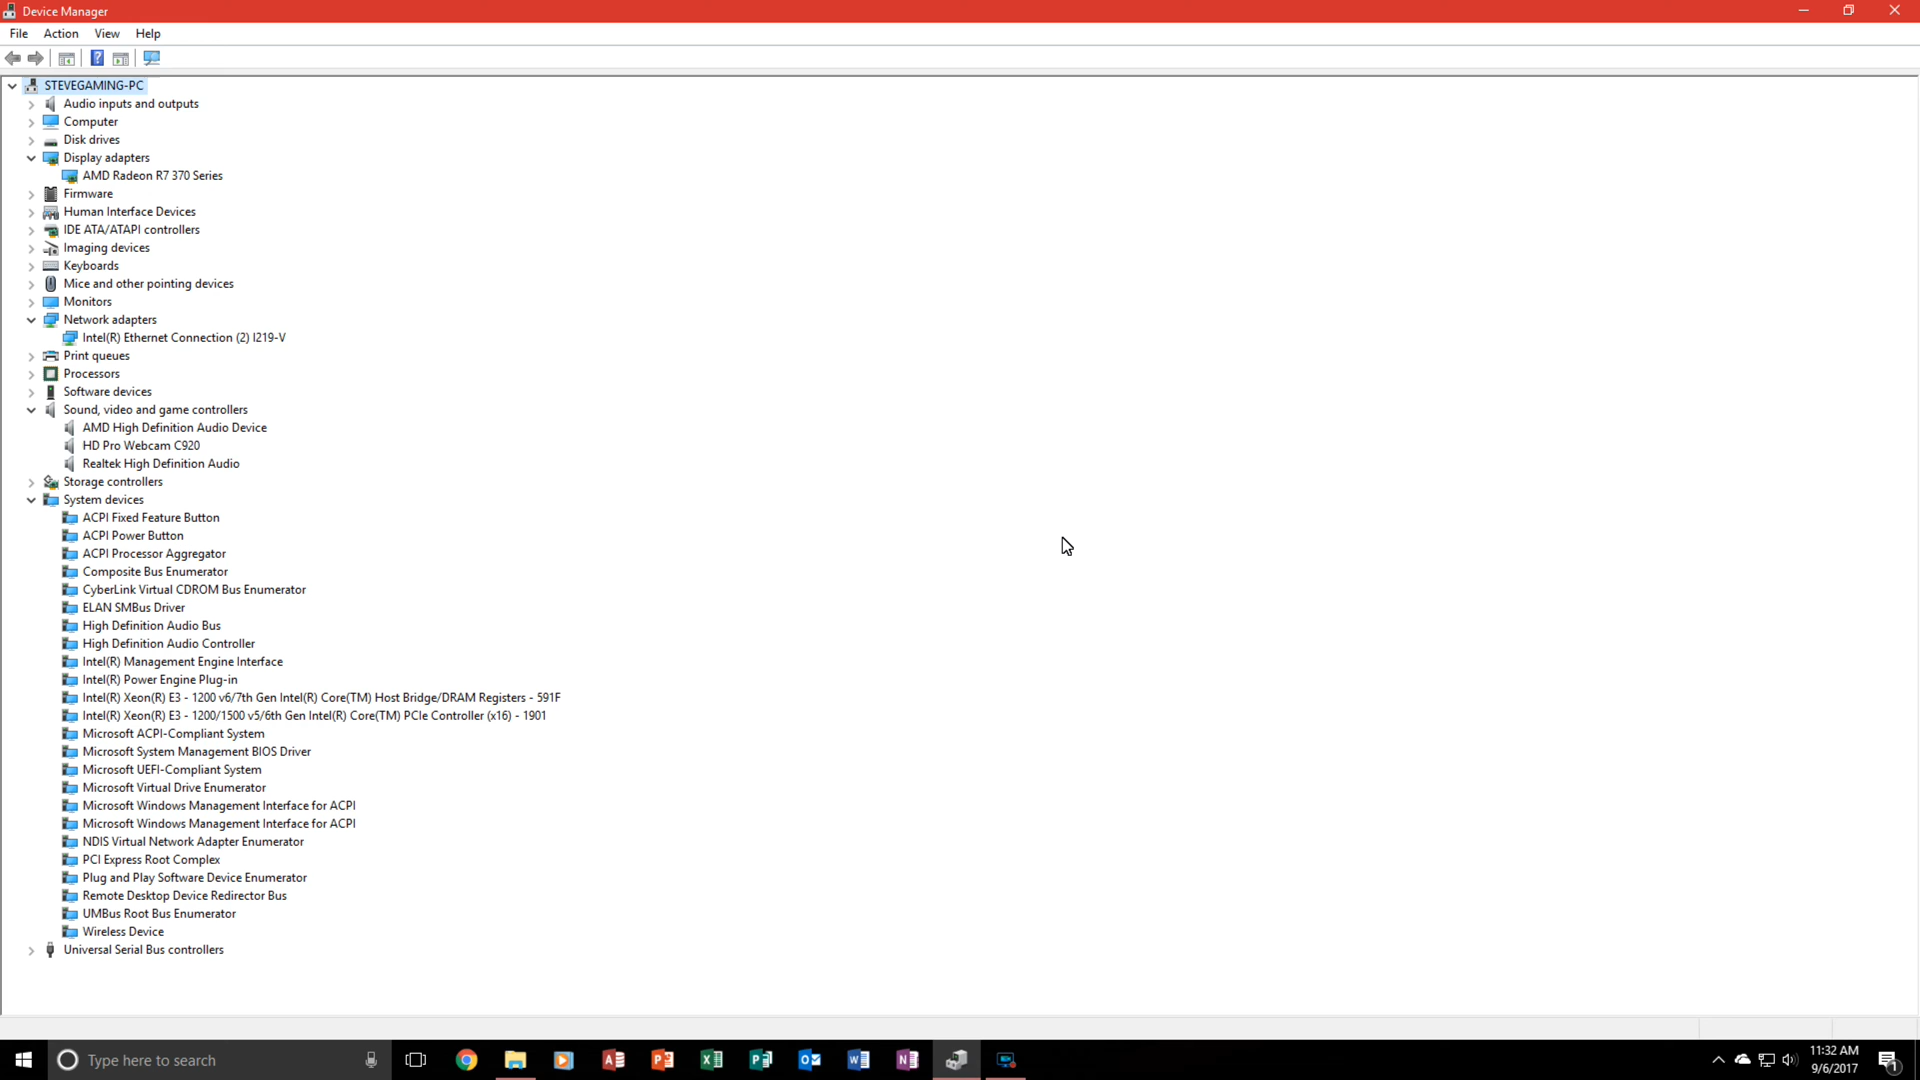 Device Manager
File Action View Help
STEVEGAMING-PC
Audio inputs and outputs
Computer
Disk drives
Display adapters
AMD Radeon R7 370 Series
Firmware
Human Interface Devices
IDE ATA/ATAPI controllers
Imaging devices
Keyboards
Mice and other pointing devices
Monitors
Network adapters
Intel(R) Ethernet Connection (2) I219-V
Print queues
Processors
Software devices
Sound, video and game controllers
AMD High Definition Audio Device
HD Pro Webcam C920
Realtek High Definition Audio
Storage controllers
System devices
ACPI Fixed Feature Button
ACPI Power Button
ACPI Processor Aggregator
Composite Bus Enumerator
CyberLink Virtual CDROM Bus Enumerator
ELAN SMBus Driver
High Definition Audio Bus
High Definition Audio Controller
Intel(R) Management Engine Interface
Intel(R) Power Engine Plug-in
Intel(R) Xeon(R) E3 - 1200 v6/7th Gen Intel(R) Core(TM) Host Bridge/DRAM Registers - 591F
Intel(R) Xeon(R) E3 - 1200/1500 v5/6th Gen Intel(R) Core(TM) PCIe Controller (x16) - 1901
Microsoft ACPI-Compliant System
Microsoft System Management BIOS Driver
Microsoft UEFI-Compliant System
Microsoft Virtual Drive Enumerator
Microsoft Windows Management Interface for ACPI
Microsoft Windows Management Interface for ACPI
NDIS Virtual Network Adapter Enumerator
PCI Express Root Complex
Plug and Play Software Device Enumerator
Remote Desktop Device Redirector Bus
UMBus Root Bus Enumerator
Wireless Device
Universal Serial Bus controllers
Type here to search
11:32 AM
9/6/2017
1